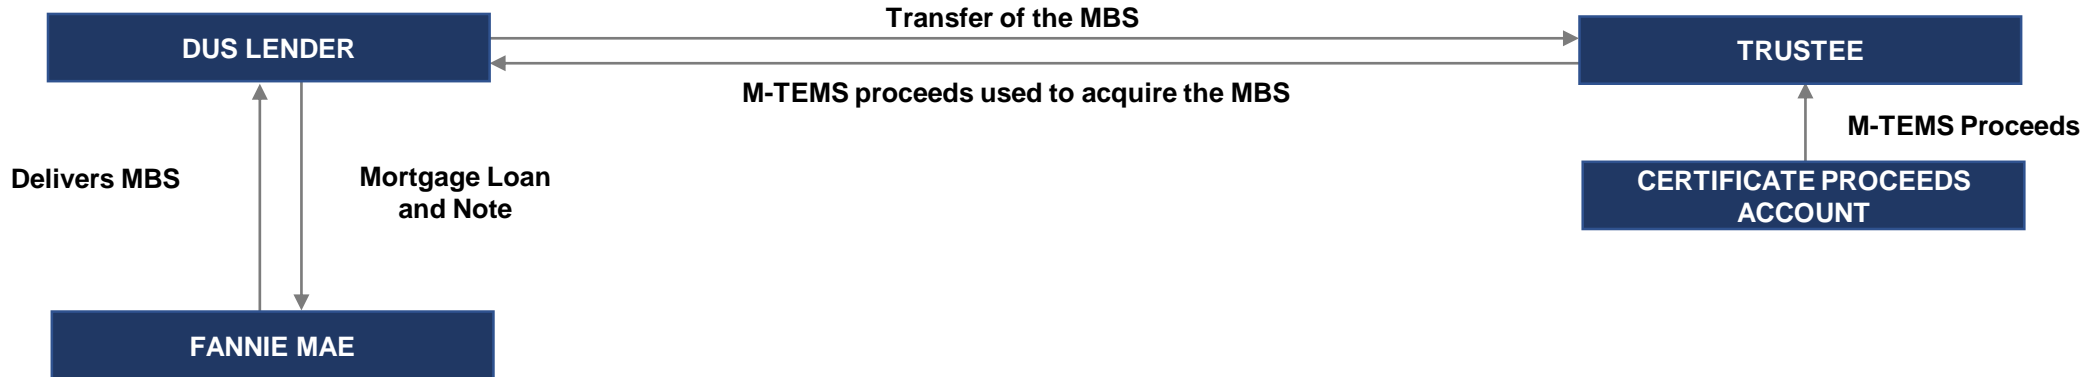 Transfer of the MBS
DUS LENDER
TRUSTEE
M-TEMS proceeds used to acquire the MBS
M-TEMS Proceeds
Delivers MBS
Mortgage Loan
and Note
CERTIFICATE PROCEEDS
ACCOUNT
FANNIE MAE